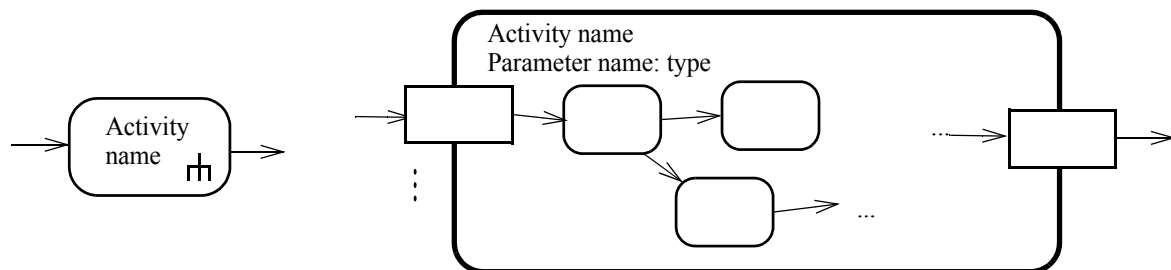 Activity
name
Activity name
Parameter name: type
...
...